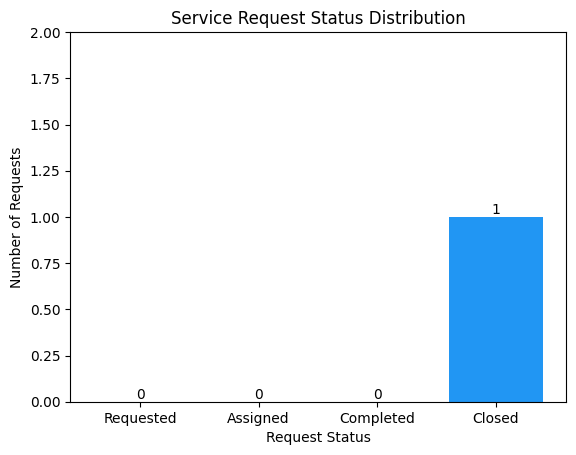 Service Request Status Distribution
2.00
1.75
1.50
1.25
1.00
0.75
0.50
0.25
0.00
Number of Requests
0
0
0
1
Requested
Assigned
Completed
Closed
Request Status